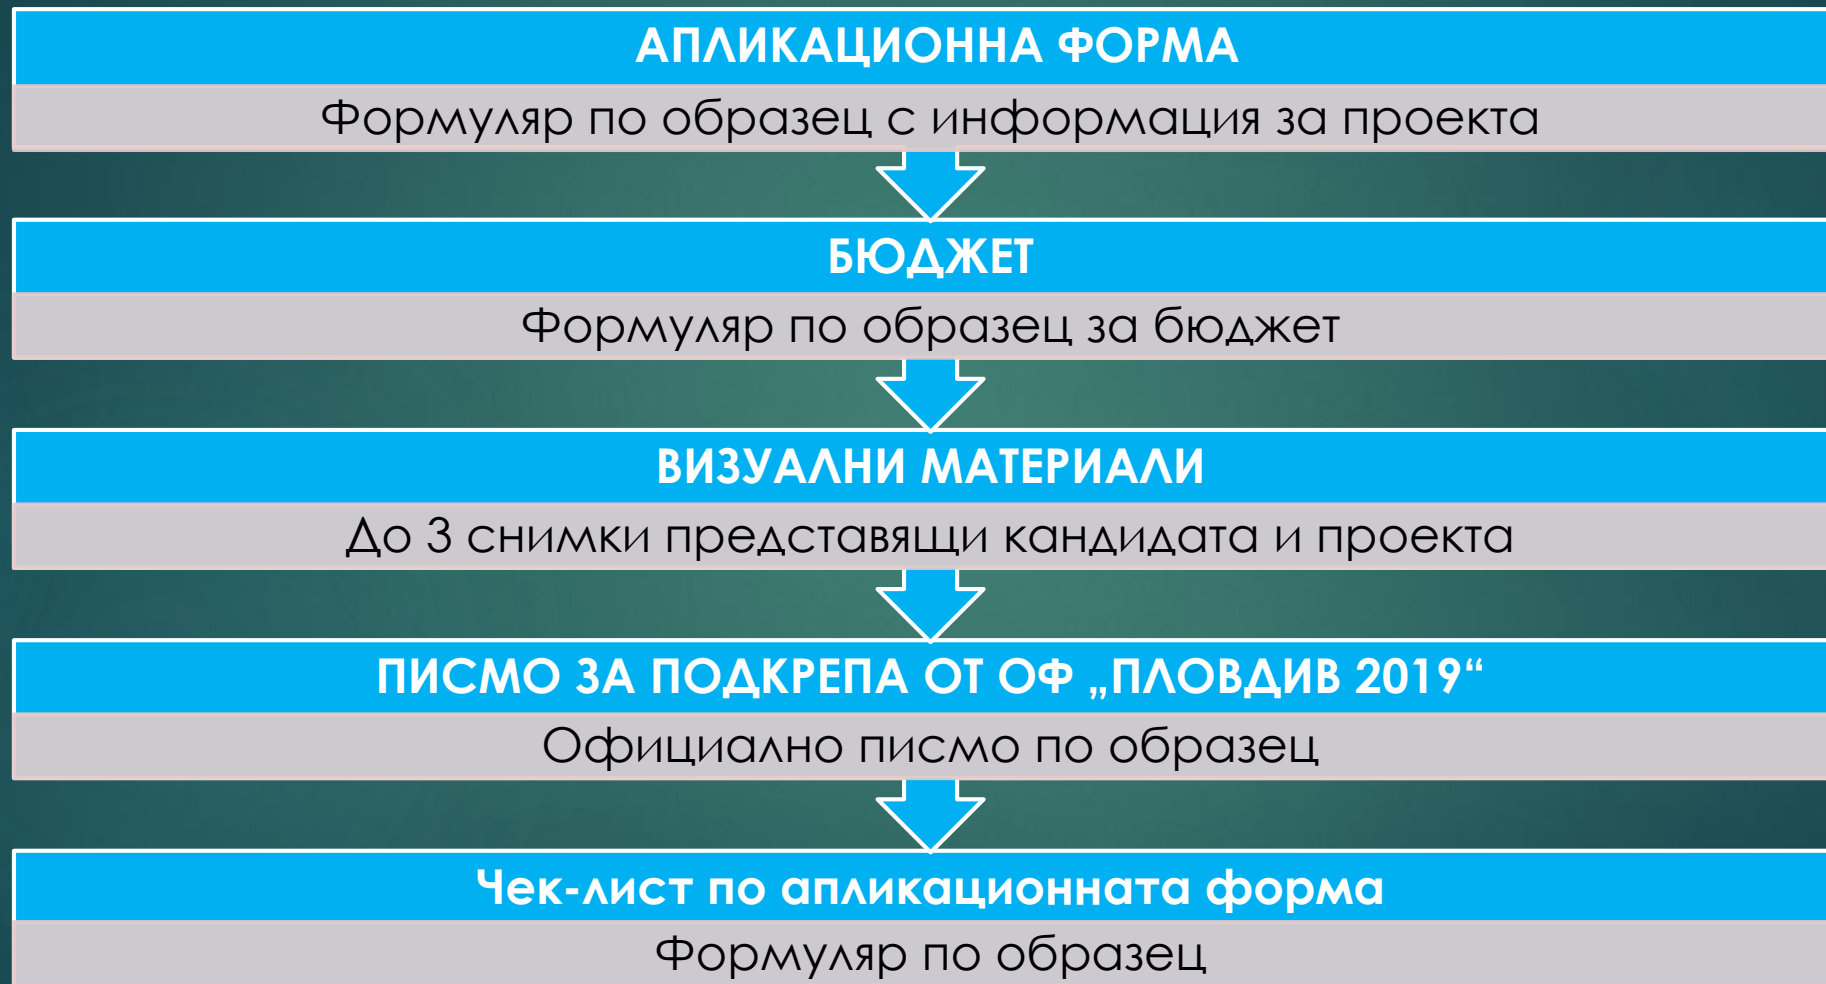 АПЛИКАЦИОННА ФОРМА
Формуляр по образец с информация за проекта
БЮДЖЕТ
Формуляр по образец за бюджет
ВИЗУАЛНИ МАТЕРИАЛИ
До 3 снимки представящи кандидата и проекта
ПИСМО ЗА ПОДКРЕПА ОТ ОФ „ПЛОВДИВ 2019“
Официално писмо по образец
Чек-лист по апликационната форма
Формуляр по образец